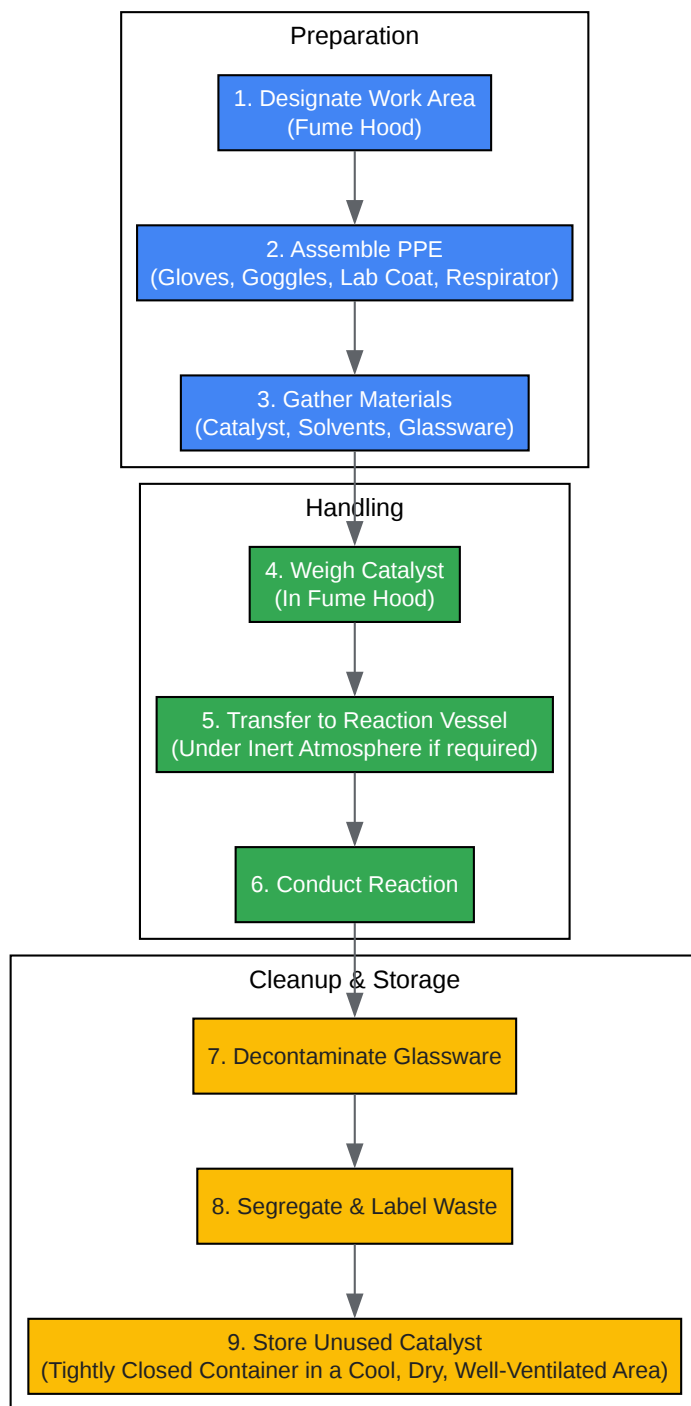 Preparation
1. Designate Work Area
(Fume Hood)
2. Assemble PPE
(Gloves, Goggles, Lab Coat, Respirator)
3. Gather Materials
(Catalyst, Solvents, Glassware)
Handling
4. Weigh Catalyst
(In Fume Hood)
5. Transfer to Reaction Vessel
(Under Inert Atmosphere if required)
6. Conduct Reaction
Cleanup & Storage
7. Decontaminate Glassware
8. Segregate & Label Waste
9. Store Unused Catalyst
(Tightly Closed Container in a Cool, Dry, Well-Ventilated Area)